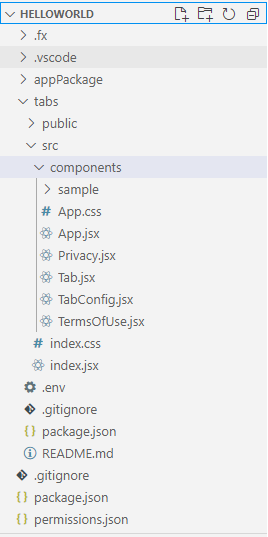 HELLOWORLD
.fx
.vscode
appPackage
tabs
public
src
components
sample
# App.css
App.jsx
Privacy.jsx
Tab.jsx
TabConfig.jsx
TermsOfUse.jsx
# index.css
index.jsx
.env
.gitignore
{} package.json
README.md
.gitignore
{} package.json
{} permissions.json